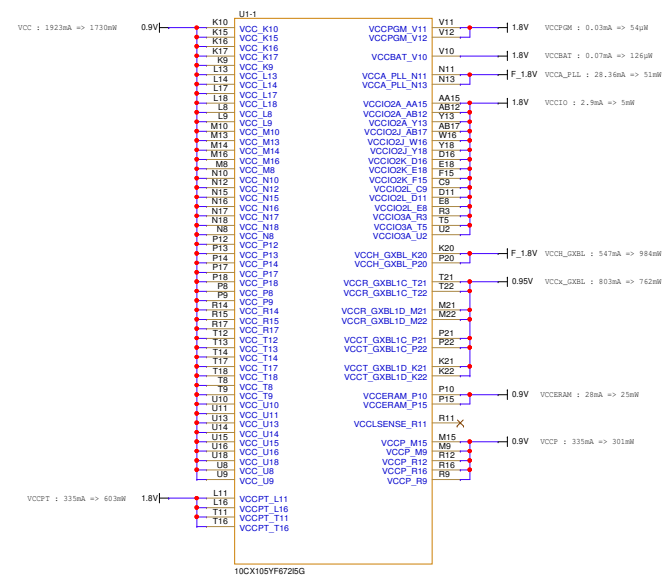 U1-1
VCC : 1923mA => 1730mW 0.9V
K10 VCC_K10
K15 VCC_K15
K16 VCC_K16
K17 VCC_K17
K9 VCC_K9
L13 VCC_L13
L14 VCC_L14
L17 VCC_L17
L18 VCC_L18
L8 VCC_L8
L9 VCC_L9
M10 VCC_M10
M13 VCC_M13
M14 VCC_M14
M16 VCC_M16
M8 VCC_M8
N10 VCC_N10
N12 VCC_N12
N15 VCC_N15
N16 VCC_N16
N17 VCC_N17
N18 VCC_N18
N8 VCC_N8
P12 VCC_P12
P13 VCC_P13
P14 VCC_P14
P17 VCC_P17
P18 VCC_P18
P8 VCC_P8
P9 VCC_P9
R14 VCC_R14
R15 VCC_R15
R17 VCC_R17
T12 VCC_T12
T13 VCC_T13
T14 VCC_T14
T17 VCC_T17
T18 VCC_T18
T8 VCC_T8
T9 VCC_T9
U10 VCC_U10
U11 VCC_U11
U13 VCC_U13
U14 VCC_U14
U15 VCC_U15
U16 VCC_U16
U18 VCC_U18
U8 VCC_U8
U9 VCC_U9
VCCPT : 335mA => 603mW 1.8V
L11 VCCPT_L11
L16 VCCPT_L16
T11 VCCPT_T11
T16 VCCPT_T16
VCCPGM_V11 V11 1.8V VCCPGM : 0.03mA => 54µW
VCCPGM_V12 V12
VCCBAT_V10 V10 1.8V VCCBAT : 0.07mA => 126µW
VCCA_PLL_N11 N11 F_1.8V VCCA_PLL : 28.36mA => 51mW
VCCA_PLL_N13 N13
VCCIO2A_AA15 AA15 1.8V VCCIO : 2.9mA => 5mW
VCCIO2A_AB12 AB12
VCCIO2A_Y13 Y13
VCCIO2J_AB17 AB17
VCCIO2J_W16 W16
VCCIO2J_Y18 Y18
VCCIO2K_D16 D16
VCCIO2K_E18 E18
VCCIO2K_F15 F15
VCCIO2L_C9 C9
VCCIO2L_D11 D11
VCCIO2L_E8 E8
VCCIO3A_R3 R3
VCCIO3A_T5 T5
VCCIO3A_U2 U2
VCCH_GXBL_K20 K20 F_1.8V VCCH_GXBL : 547mA => 984mW
VCCH_GXBL_P20 P20
VCCR_GXBL1C_T21 T21 0.95V VCCx_GXBL : 803mA => 762mW
VCCR_GXBL1C_T22 T22
VCCR_GXBL1D_M21 M21
VCCR_GXBL1D_M22 M22
VCCT_GXBL1C_P21 P21
VCCT_GXBL1C_P22 P22
VCCT_GXBL1D_K21 K21
VCCT_GXBL1D_K22 K22
VCCERAM_P10 P10 0.9V VCCERAM : 28mA => 25mW
VCCERAM_P15 P15
VCCLSENSE_R11 R11
VCCP_M15 M15 0.9V VCCP : 335mA => 301mW
VCCP_M9 M9
VCCP_R12 R12
VCCP_R16 R16
VCCP_R9 R9
10CX105YF672I5G